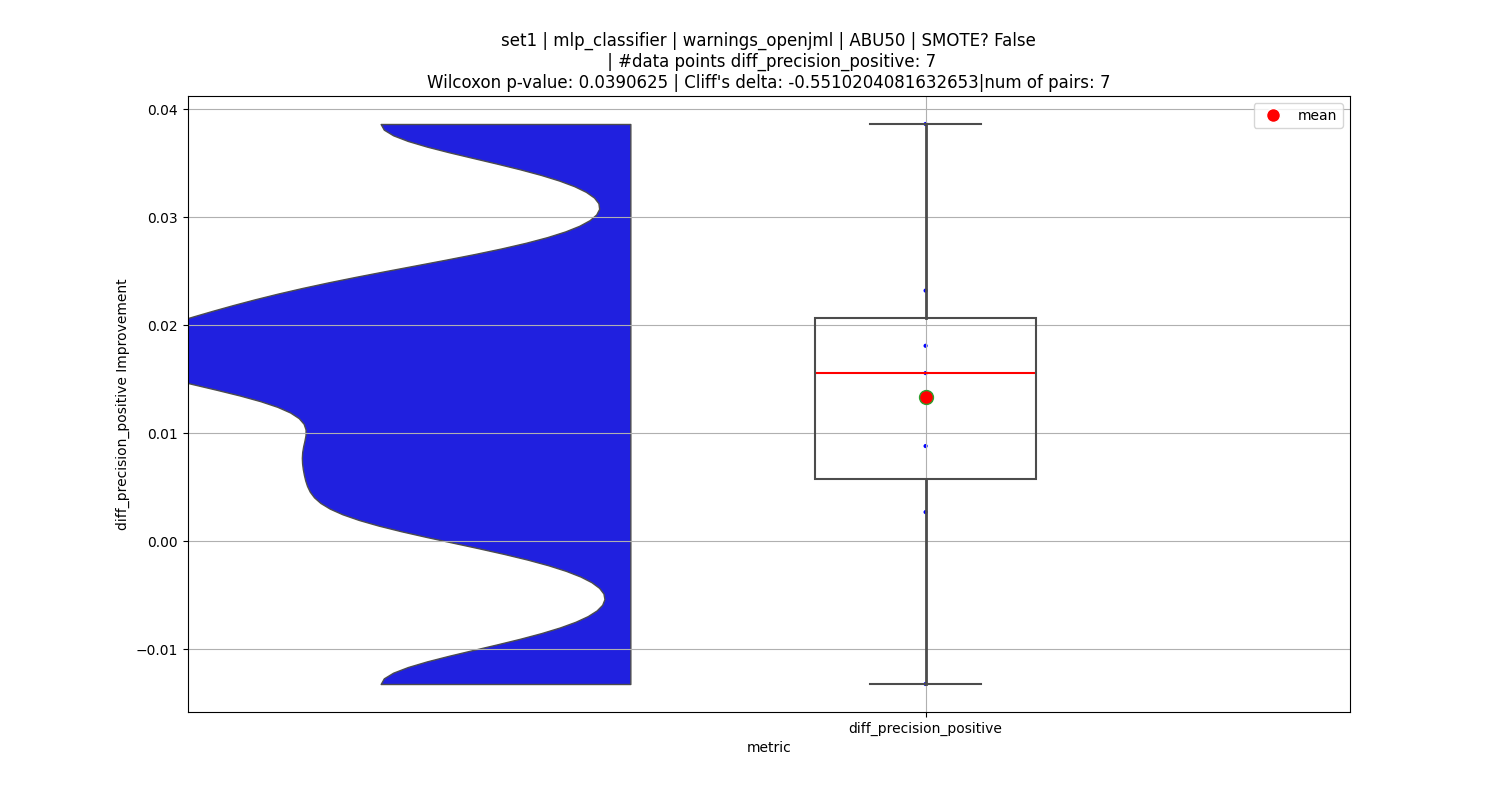 set1 | mlp_classifier | warnings_openjml | ABU50 | SMOTE? False
| #data points diff_precision_positive: 7
Wilcoxon p-value: 0.0390625 | Cliff's delta: -0.5510204081632653|num of pairs: 7
mean
0.04
0.03
0.02
0.01
0.00
−0.01
diff_precision_positive Improvement
diff_precision_positive
metric